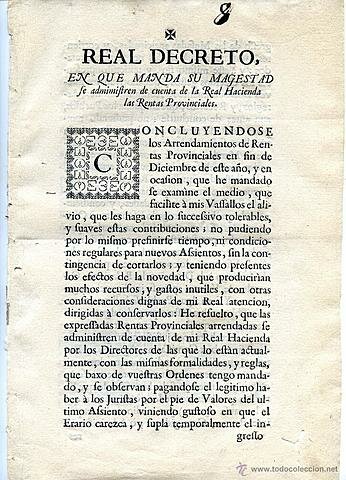 8
REAL DECRETO,
EN QUE MANDA SU MAGESTAD
ſe adminiſtren de cuenta de la Real Hacienda
las Rentas Provinciales.
CONCLUYENDOSE
los Arrendamientos de Ren-
tas Provinciales en fin de
Diciembre de eſte año, y en
ocaſion, que he mandado
ſe examìne el medio, que
facilite à mis Vaſſallos el ali-
vio, que les haga en lo ſucceſsivo tolerables,
y ſuaves eſtas contribuciones; no pudiendo
por lo miſmo prefinirſe tiempo, ni condicio-
nes regulares para nuevos Aſsientos, ſin la con-
tingencia de cortarlos; y teniendo preſentes
los efectos de la novedad, que producirìan
muchos recurſos, y gaſtos inutiles, con otras
conſideraciones dignas de mi Real atencion,
dirigidas à conſervarlos: He reſuelto, que las
expreſſadas Rentas Provinciales arrendadas ſe
adminiſtren de cuenta de mi Real Hacienda
por los Directores de las que lo eſtàn actual-
mente, con las miſmas formalidades, y reglas,
que baxo de vueſtras Ordenes tengo manda-
do, y ſe obſervan; pagandoſe el legitimo ha-
ber à los Juriſtas por el pie de Valores del ul-
timo Aſsiento, viniendo guſtoſo en que el
Erario carezca, y ſupla temporalmente el in-
greſſo
todocoleccion.net